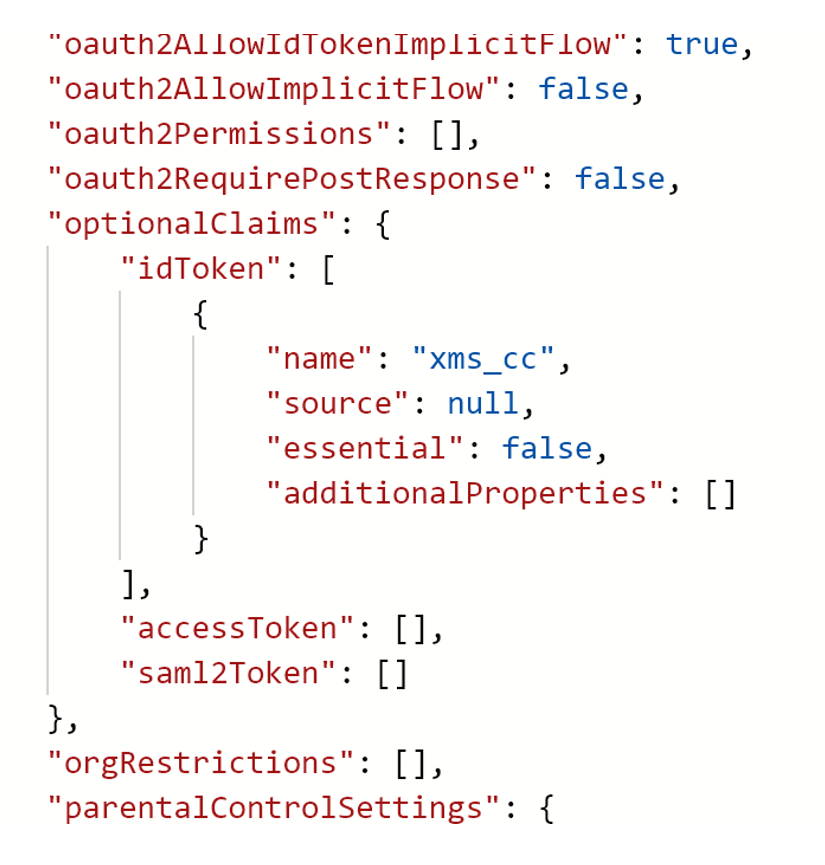 "oauth2AllowIdTokenImplicitFlow": true,
"oauth2AllowImplicitFlow": false,
"oauth2Permissions": [],
"oauth2RequirePostResponse": false,
"optionalClaims": {
"idToken": [
{
"name": "xms_cc",
"source": null,
"essential": false,
"additionalProperties": []
}
],
"accessToken": [],
"saml2Token": []
},
"orgRestrictions": [],
"parentalControlSettings": {